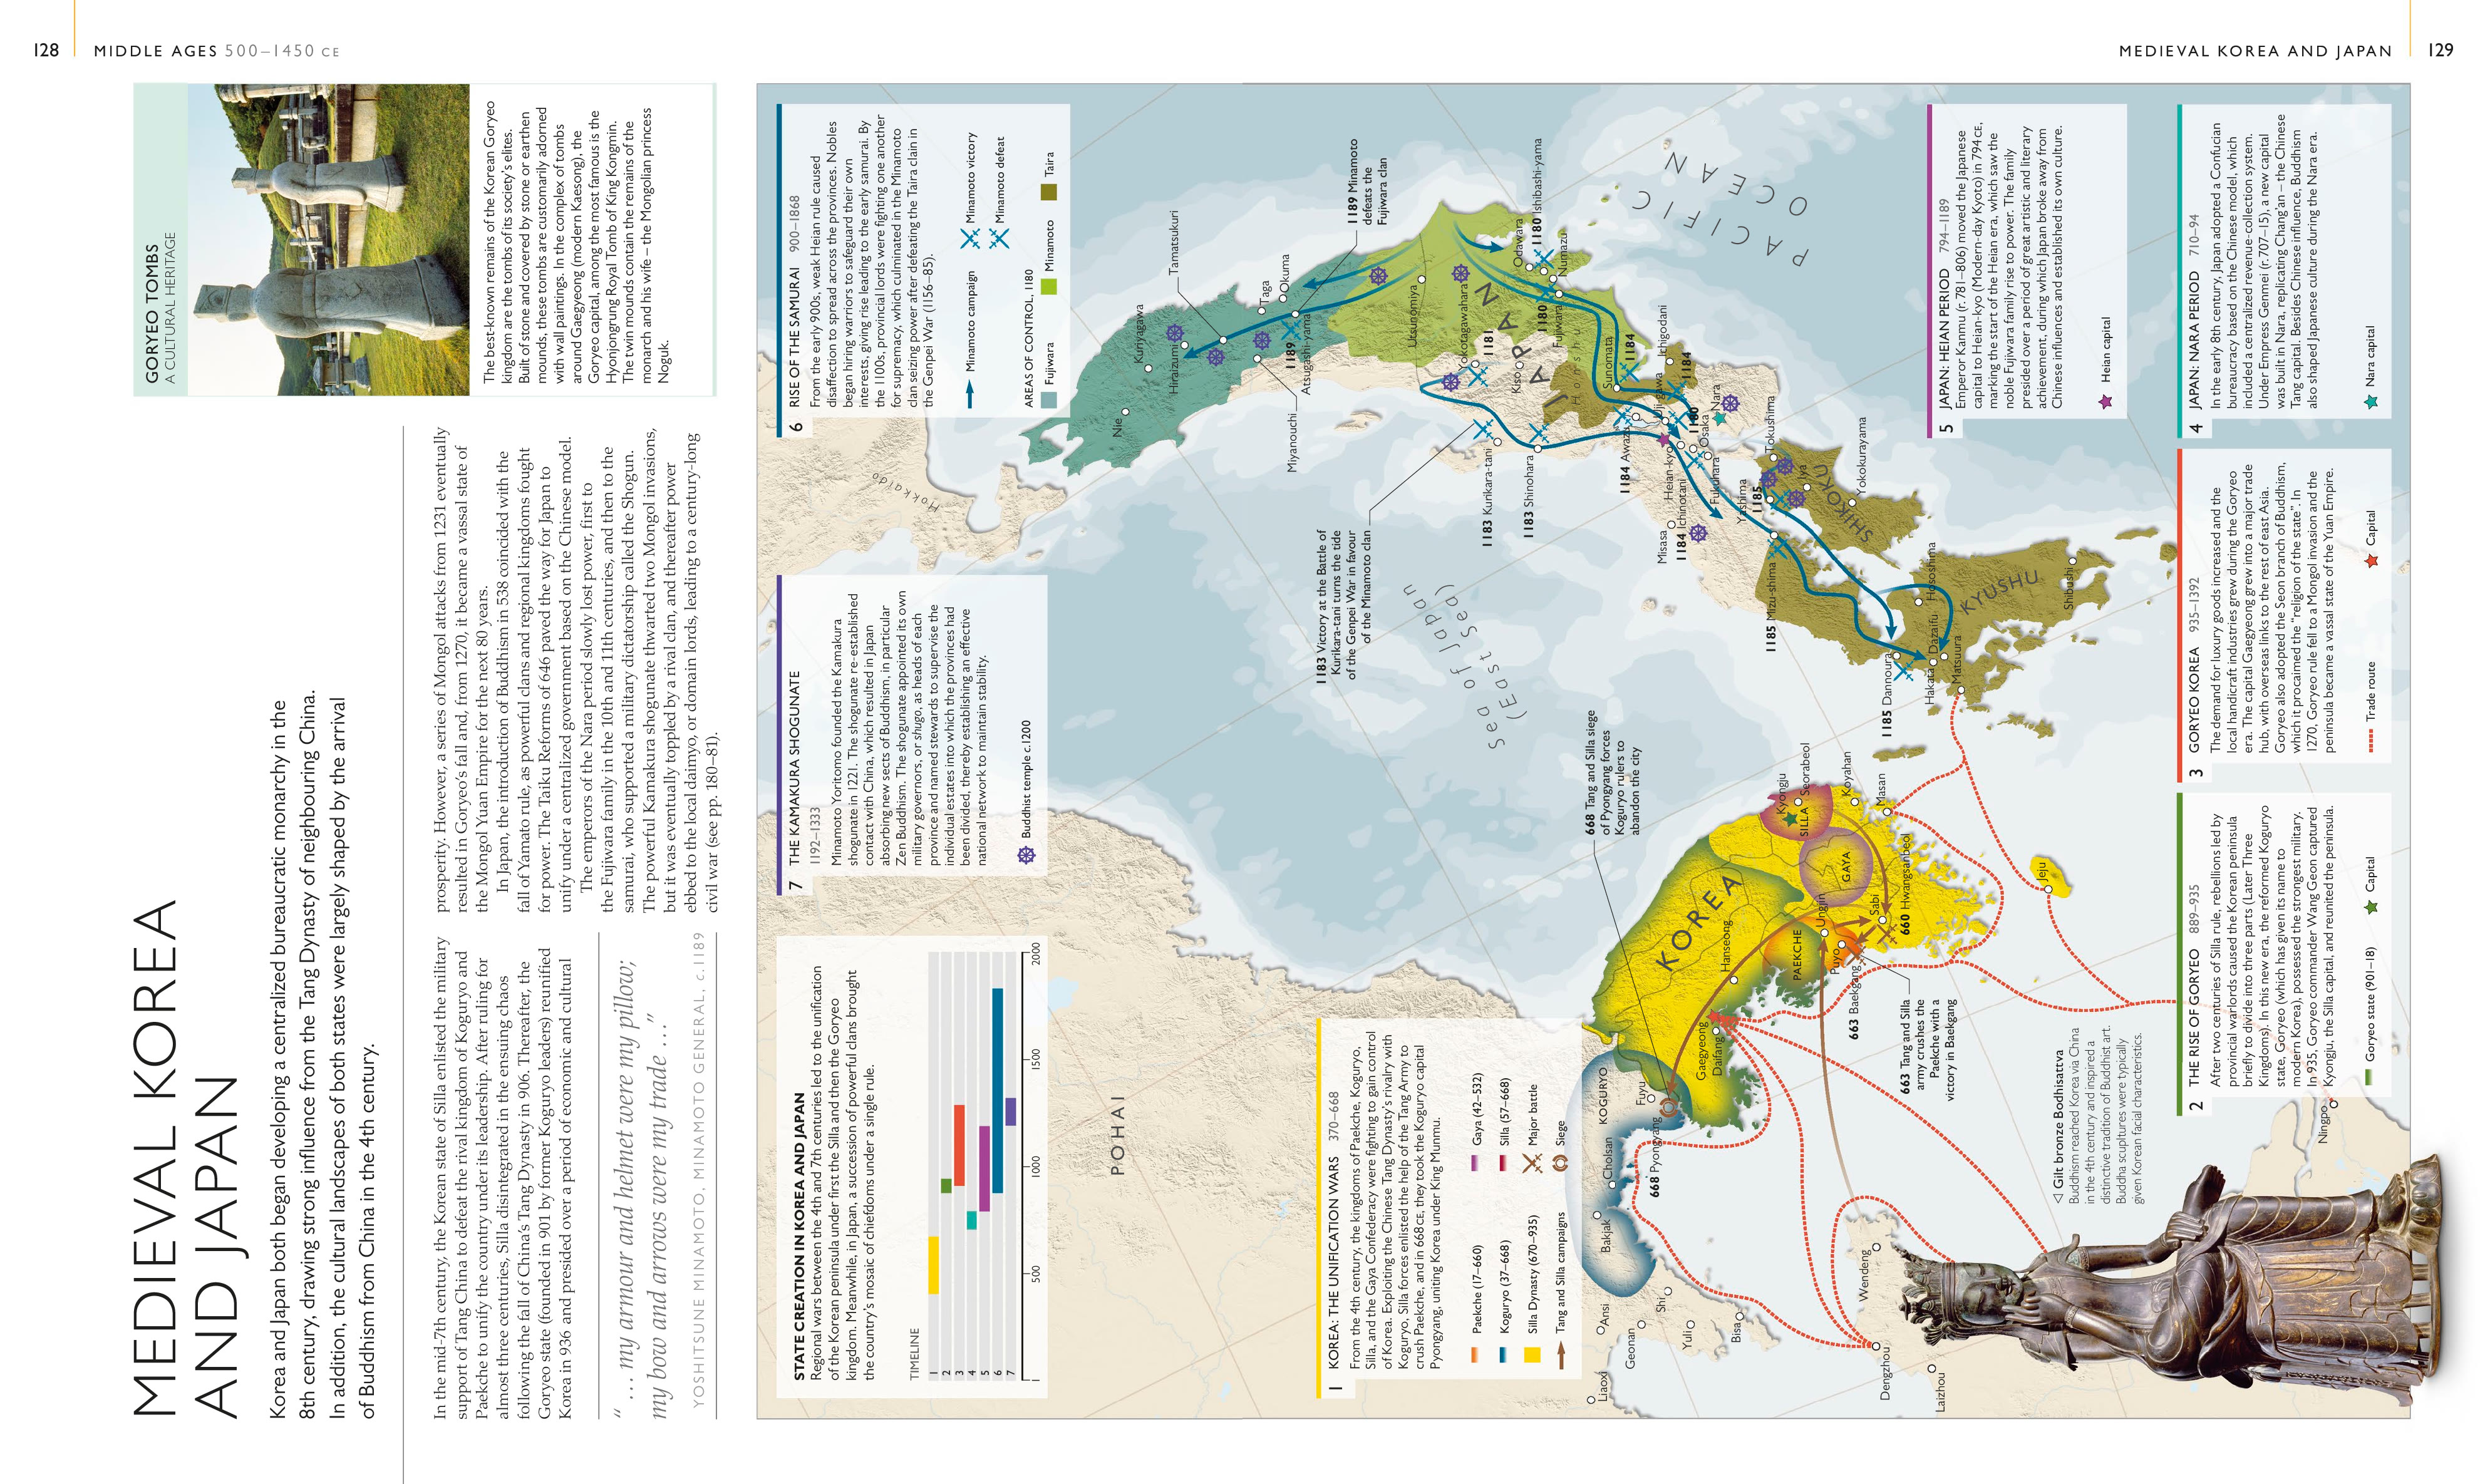 128
MIDDLE AGES 500–1450 CE
MEDIEVAL KOREA AND JAPAN
129
MEDIEVAL KOREA
AND JAPAN
Korea and Japan both began developing a centralized bureaucratic monarchy in the
8th century, drawing strong influence from the Tang Dynasty of neighbouring China.
In addition, the cultural landscapes of both states were largely shaped by the arrival
of Buddhism from China in the 4th century.
In the mid-7th century, the Korean state of Silla enlisted the military
support of Tang China to defeat the rival kingdom of Koguryo and
Paekche to unify the country under its leadership. After ruling for
almost three centuries, Silla disintegrated in the ensuing chaos
following the fall of China's Tang Dynasty in 906. Thereafter, the
Goryeo state (founded in 901 by former Koguryo leaders) reunified
Korea in 936 and presided over a period of economic and cultural
prosperity. However, a series of Mongol attacks from 1231 eventually
resulted in Goryeo's fall and, from 1270, it became a vassal state of
the Mongol Yuan Empire for the next 80 years.
In Japan, the introduction of Buddhism in 538 coincided with the
fall of Yamato rule, as powerful clans and regional kingdoms fought
for power. The Taiku Reforms of 646 paved the way for Japan to
unify under a centralized government based on the Chinese model.
The emperors of the Nara period slowly lost power, first to
the Fujiwara family in the 10th and 11th centuries, and then to the
samurai, who supported a military dictatorship called the Shogun.
The powerful Kamakura shogunate thwarted two Mongol invasions,
but it was eventually toppled by a rival clan, and thereafter power
ebbed to the local daimyo, or domain lords, leading to a century-long
civil war (see pp. 180–81).
"… my armour and helmet were my pillow;
my bow and arrows were my trade …"
YOSHITSUNE MINAMOTO, MINAMOTO GENERAL, c.1189
GORYEO TOMBS
A CULTURAL HERITAGE
The best-known remains of the Korean Goryeo
kingdom are the tombs of its society's elites.
Built of stone and covered by stone or earthen
mounds, these tombs are customarily adorned
with wall paintings. In the complex of tombs
around Gaegyeong (modern Kaesong), the
Goryeo capital, among the most famous is the
Hyonjongrung Royal Tomb of King Kongmin.
The twin mounds contain the remains of the
monarch and his wife – the Mongolian princess
Noguk.
STATE CREATION IN KOREA AND JAPAN
Regional wars between the 4th and 7th centuries led to the unification
of the Korean peninsula under first the Silla and then the Goryeo
kingdom. Meanwhile, in Japan, a succession of powerful clans brought
the country's mosaic of chiefdoms under a single rule.
TIMELINE
1
2
3
4
5
6
7
1
500
1000
1500
2000
7 THE KAMAKURA SHOGUNATE
1192–1333
Minamoto Yoritomo founded the Kamakura
shogunate in 1221. The shogunate re-established
contact with China, which resulted in Japan
absorbing new sects of Buddhism, in particular
Zen Buddhism. The shogunate appointed its own
military governors, or shugo, as heads of each
province and named stewards to supervise the
individual estates into which the provinces had
been divided, thereby establishing an effective
national network to maintain stability.
Buddhist temple c.1200
6 RISE OF THE SAMURAI 900–1868
From the early 900s, weak Heian rule caused
disaffection to spread across the provinces. Nobles
began hiring warriors to safeguard their own
interests, giving rise leading to the early samurai. By
the 1100s, provincial lords were fighting one another
for supremacy, which culminated in the Minamoto
clan seizing power after defeating the Taira clan in
the Genpei War (1156–85).
Minamoto campaign
Minamoto victory
Minamoto defeat
AREAS OF CONTROL, 1180
Fujiwara
Minamoto
Taira
1 KOREA: THE UNIFICATION WARS 370–668
From the 4th century, the kingdoms of Paekche, Koguryo,
Silla, and the Gaya Confederacy were fighting to gain control
of Korea. Exploiting the Chinese Tang Dynasty's rivalry with
Koguryo, Silla forces enlisted the help of the Tang Army to
crush Paekche, and in 668 CE, they took the Koguryo capital
Pyongyang, uniting Korea under King Munmu.
Paekche (17–660)
Koguryo (37–668)
Silla Dynasty (670–935)
Tang and Silla campaigns
Gaya (42–532)
Silla (57–668)
Major battle
Siege
2 THE RISE OF GORYEO 889–935
After two centuries of Silla rule, rebellions led by
provincial warlords caused the Korean peninsula
briefly to divide into three parts (Later Three
Kingdoms). In this new era, the reformed Koguryo
state, Goryeo (which has given its name to
modern Korea), possessed the strongest military.
In 935, Goryeo commander Wang Geon captured
Kyongju, the Silla capital, and reunited the peninsula.
Goryeo state (901–18)
Capital
3 GORYEO KOREA 935–1392
The demand for luxury goods increased and the
local handicraft industries grew during the Goryeo
era. The capital Gaegyeong grew into a major trade
hub, with overseas links to the rest of east Asia.
Goryeo also adopted the Seon branch of Buddhism,
which it procaimed the "religion of the state". In
1270, Goryeo rule fell to a Mongol invasion and the
peninsula became a vassal state of the Yuan Empire.
Trade route
Capital
4 JAPAN: NARA PERIOD 710–94
In the early 8th century, Japan adopted a Confucian
bureaucracy based on the Chinese model, which
included a centralized revenue-collection system.
Under Empress Genmei (r.707–15), a new capital
was built in Nara, replicating Chang'an – the Chinese
Tang capital. Besides Chinese influence, Buddhism
also shaped Japanese culture during the Nara era.
Nara capital
5 JAPAN: HEIAN PERIOD 794–1189
Emperor Kanmu (r.781–806) moved the Japanese
capital to Heian-kyo (Modern-day Kyoto) in 794 CE,
marking the start of the Heian era, which saw the
noble Fujiwara family rise to power. The family
presided over a period of great artistic and literary
achievement, during which Japan broke away from
Chinese influences and established its own culture.
Heian capital
◁ Gilt bronze Bodhisattva
Buddhism reached Korea via China
in the 4th century and inspired a
distinctive tradition of Buddhist art.
Buddha scupltures were typically
given Korean facial characteristics.
1183 Victory at the Battle of
Kurikara-tani turns the tide
of the Genpei War in favour
of the Minamoto clan
1189 Minamoto
defeats the
Fujiwara clan
668 Tang and Silla siege
of Pyongyang forces
Koguryo rulers to
abandon the city
663 Tang and Silla
army crushes the
Paekche with a
victory in Baekgang
POHAI
Sea of Japan
(East Sea)
PACIFIC
OCEAN
KOREA
JAPAN
Honshu
Hokkaido
SHIKOKU
KYUSHU
Nie
Kuriyagawa
Tamatsukuri
Hiraizumi
Taga
Okuma
Miyanouchi
1189
Atsugashi-yama
Utsunomiya
Yokotagawahara
1181
Kiso
Odawara
1180 Ishibashi-yama
Numazu
1180
Fujiwara
Sunomata
1184
Ichigodani
1184
Uji-gawa
1180
Nara
Osaka
1183 Kurikara-tani
1183 Shinohara
1184 Awazu
Heian-kyo
Misasa
1184 Ichinotani
Fukuhara
Tokushima
Yashima
1185
Iya
Yokokurayama
1185 Mizu-shima
Hososhima
Shibushi
1185 Dannoura
Hakata
Dazaifu
Matsuura
Kyongju
Seorabeol
SILLA
Koyahan
Masan
GAYA
Hanseong
PAEKCHE
Ungjin
Sabi
Puyo
660 Hwangsanbeol
663 Baekgang
Jeju
Gaegyeong
Daifang
KOGURYO
Fuyu
668 Pyongyang
Cholsan
Bakjak
Ansi
Liaoxi
Geonan
Shi
Yuli
Bisa
Wendeng
Dengzhou
Laizhou
Ningpo